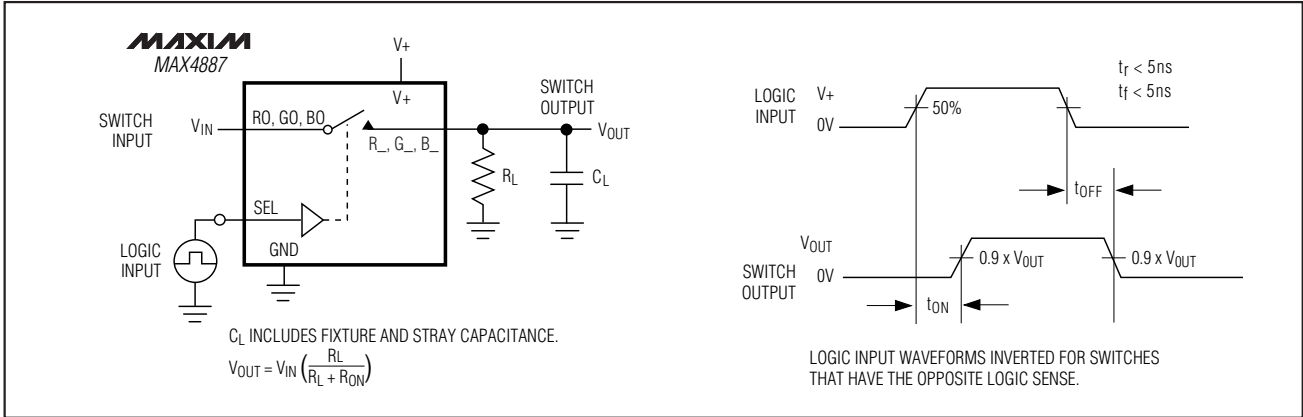 MAXIM
MAX4887
V+
V+
SWITCH
INPUT
VIN
RO, GO, BO
R_, G_, B_
SWITCH
OUTPUT
VOUT
RL
CL
SEL
GND
LOGIC
INPUT
CL INCLUDES FIXTURE AND STRAY CAPACITANCE.
VOUT = VIN (RL / RL + RON)
tr < 5ns
tf < 5ns
LOGIC
INPUT
V+
0V
50%
tOFF
VOUT
SWITCH
OUTPUT
0V
0.9 x VOUT
0.9 x VOUT
tON
LOGIC INPUT WAVEFORMS INVERTED FOR SWITCHES
THAT HAVE THE OPPOSITE LOGIC SENSE.